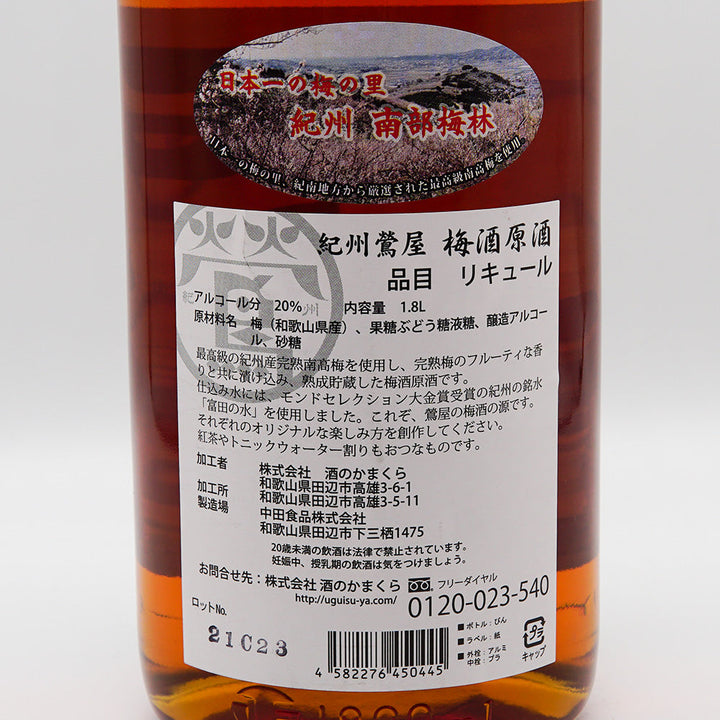 日本一の梅の里
紀州 南部梅林
日本一の梅の里、紀南地方から厳選された最高級南高梅を使用
紀州鶯屋 梅酒原酒
品目 リキュール
アルコール分 20% 内容量 1.8L
原材料名 梅（和歌山県産）、果糖ぶどう糖液糖、醸造アルコー
ル、砂糖
最高級の紀州産完熟南高梅を使用し、完熟梅のフルーティな香
りと共に漬け込み、熟成貯蔵した梅酒原酒です。
仕込み水には、モンドセレクション大金賞受賞の紀州の銘水
「富田の水」を使用しました。これぞ、鶯屋の梅酒の源です。
それぞれのオリジナルな楽しみ方を創作してください。
紅茶やトニックウォーター割りもおつなものです。
加工者 株式会社 酒のかまくら
和歌山県田辺市高雄3-6-1
加工所 和歌山県田辺市高雄3-5-11
製造場 中田食品株式会社
和歌山県田辺市下三栖1475
20歳未満の飲酒は法律で禁止されています。
妊娠中、授乳期の飲酒は気をつけましょう。
お問合せ先：株式会社 酒のかまくら フリーダイヤル
http://uguisu-ya.com/ 0120-023-540
ロットNo.
21C23
4 582276 450445
■ボトル：びん
■ラベル：紙
■外栓：アルミ
中栓：プラ
プラ
キャップ